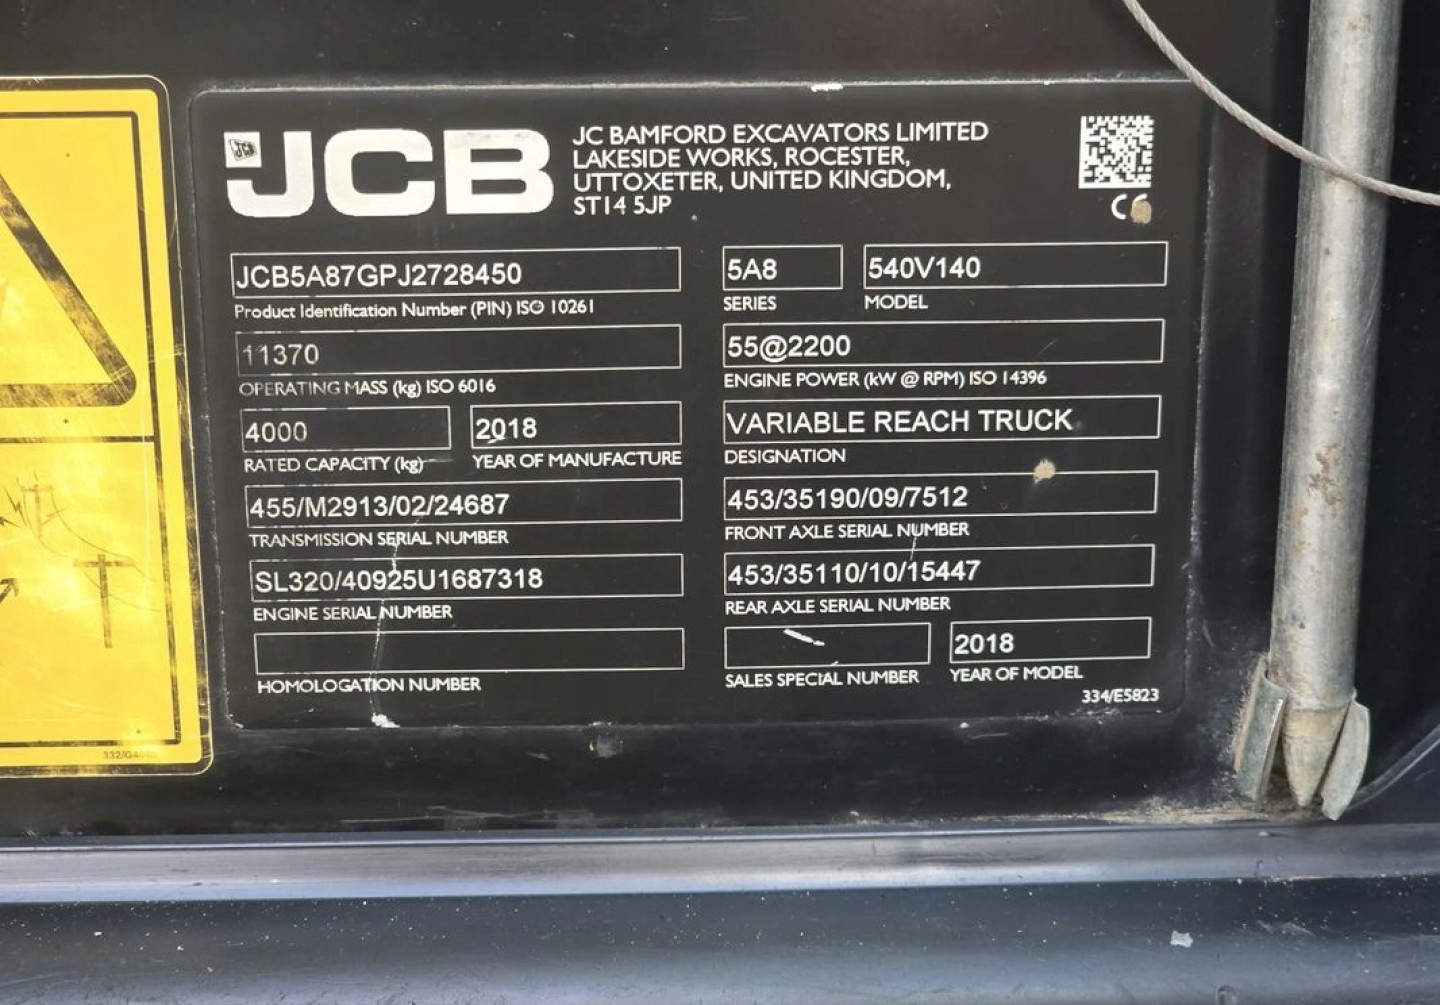 JCB
JC BAMFORD EXCAVATORS LIMITED
LAKESIDE WORKS, ROCESTER,
UTTOXETER, UNITED KINGDOM,
ST14 5JP
CE
JCB5A87GPJ2728450
Product Identification Number (PIN) ISO 10261
5A8
SERIES
540V140
MODEL
11370
OPERATING MASS (kg) ISO 6016
55@2200
ENGINE POWER (kW @ RPM) ISO 14396
4000
RATED CAPACITY (kg)
2018
YEAR OF MANUFACTURE
VARIABLE REACH TRUCK
DESIGNATION
455/M2913/02/24687
TRANSMISSION SERIAL NUMBER
453/35190/09/7512
FRONT AXLE SERIAL NUMBER
SL320/40925U1687318
ENGINE SERIAL NUMBER
453/35110/10/15447
REAR AXLE SERIAL NUMBER
HOMOLOGATION NUMBER
SALES SPECIAL NUMBER
2018
YEAR OF MODEL
334/E5823